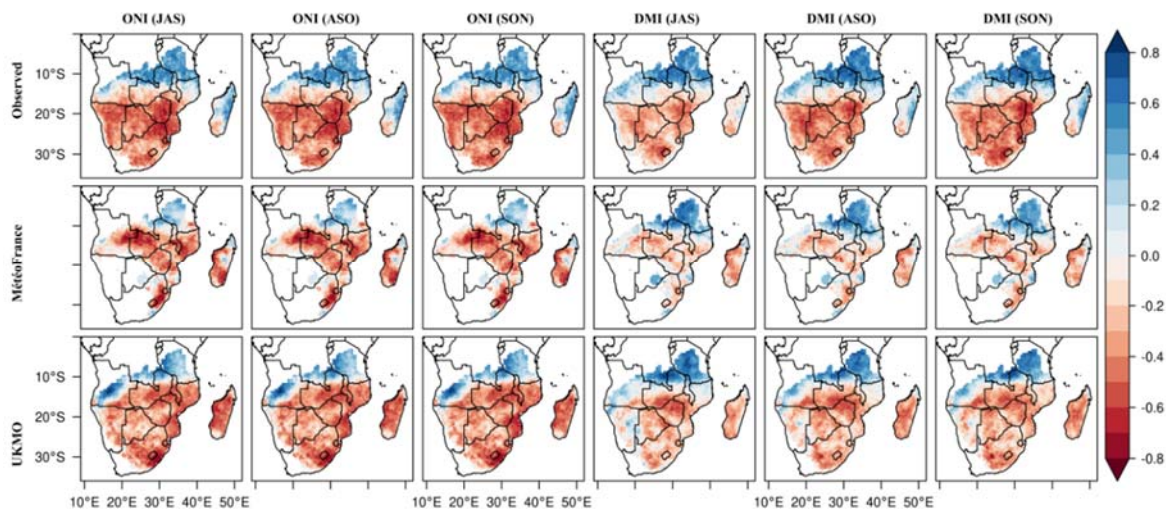 ONI (JAS) ONI (ASO) ONI (SON) DMI (JAS) DMI (ASO) DMI (SON)
Observed
10°S
20°S
30°S
MétéoFrance
UKMO
10°S
20°S
30°S
10°E 20°E 30°E 40°E 50°E 10°E 20°E 30°E 40°E 50°E 10°E 20°E 30°E 40°E 50°E
0.8
0.6
0.4
0.2
0.0
-0.2
-0.4
-0.6
-0.8